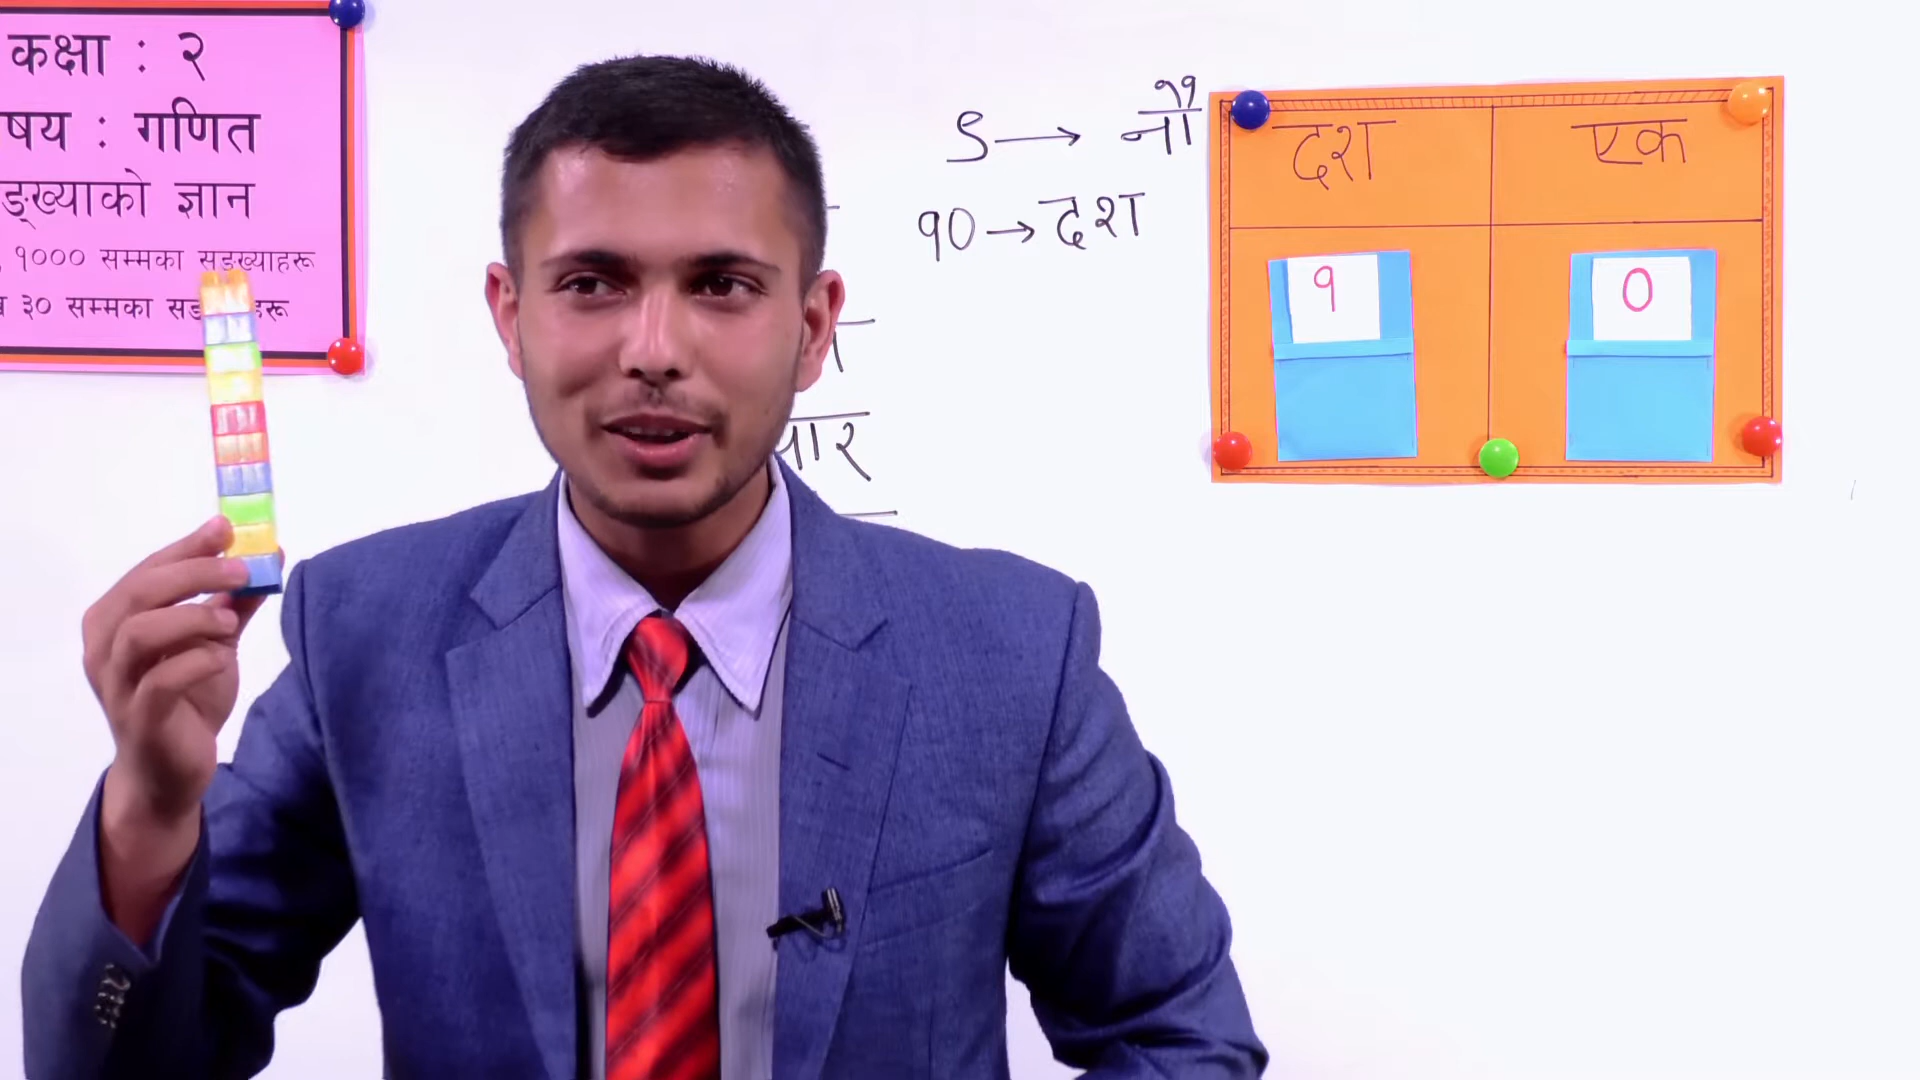 कक्षा : २
षय : गणित
ङ्ख्याको ज्ञान
१००० सम्मका सङ्ख्याहरू
३० सम्मका
९ → नौ
१० → दश
दश एक
१ ०